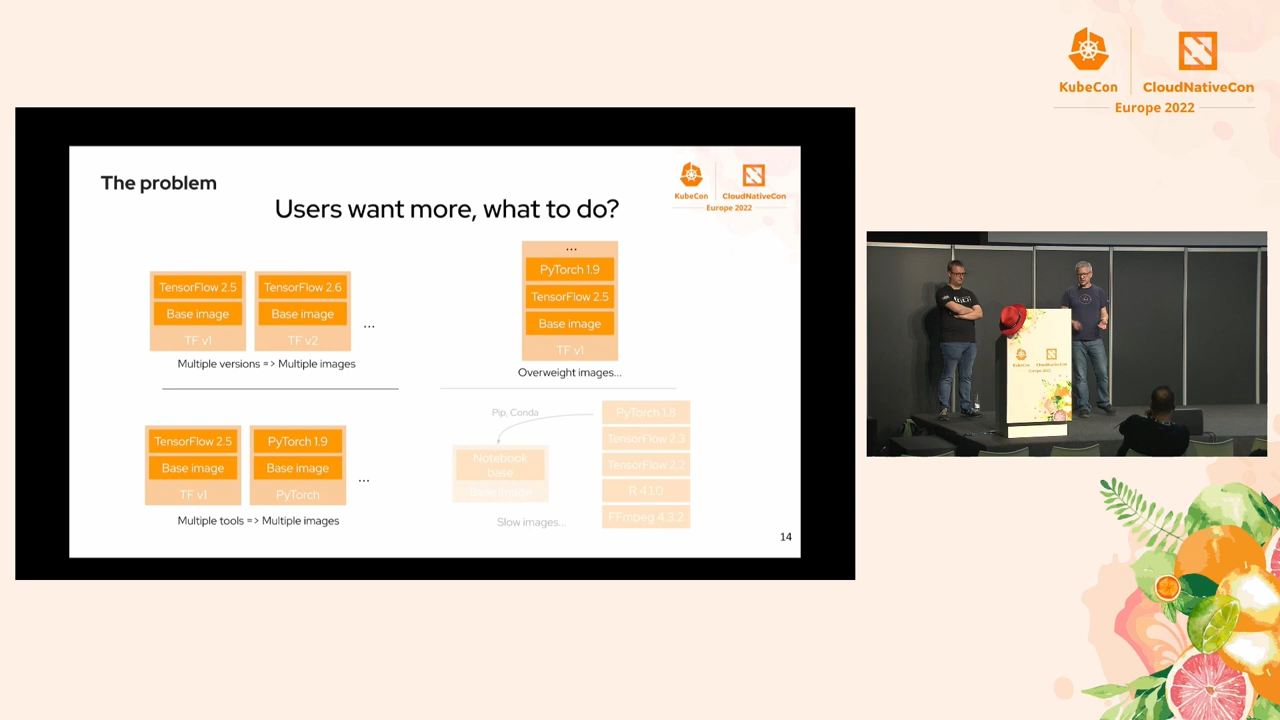 KubeCon
CloudNativeCon
Europe 2022
The problem
Users want more, what to do?
KubeCon
CloudNativeCon
Europe 2022
TensorFlow 2.5
Base image
TF v1
TensorFlow 2.6
Base image
TF v2
...
Multiple versions => Multiple images
...
PyTorch 1.9
TensorFlow 2.5
Base image
TF v1
Overweight images...
TensorFlow 2.5
Base image
TF v1
PyTorch 1.9
Base image
PyTorch
...
Multiple tools => Multiple images
Pip, Conda
Notebook
base
Base image
Slow images...
PyTorch 1.8
TensorFlow 2.3
TensorFlow 2.2
R 4.1.0
FFmpeg 4.3.2
14
KubeCon
CloudNativeCon
Europe 2022